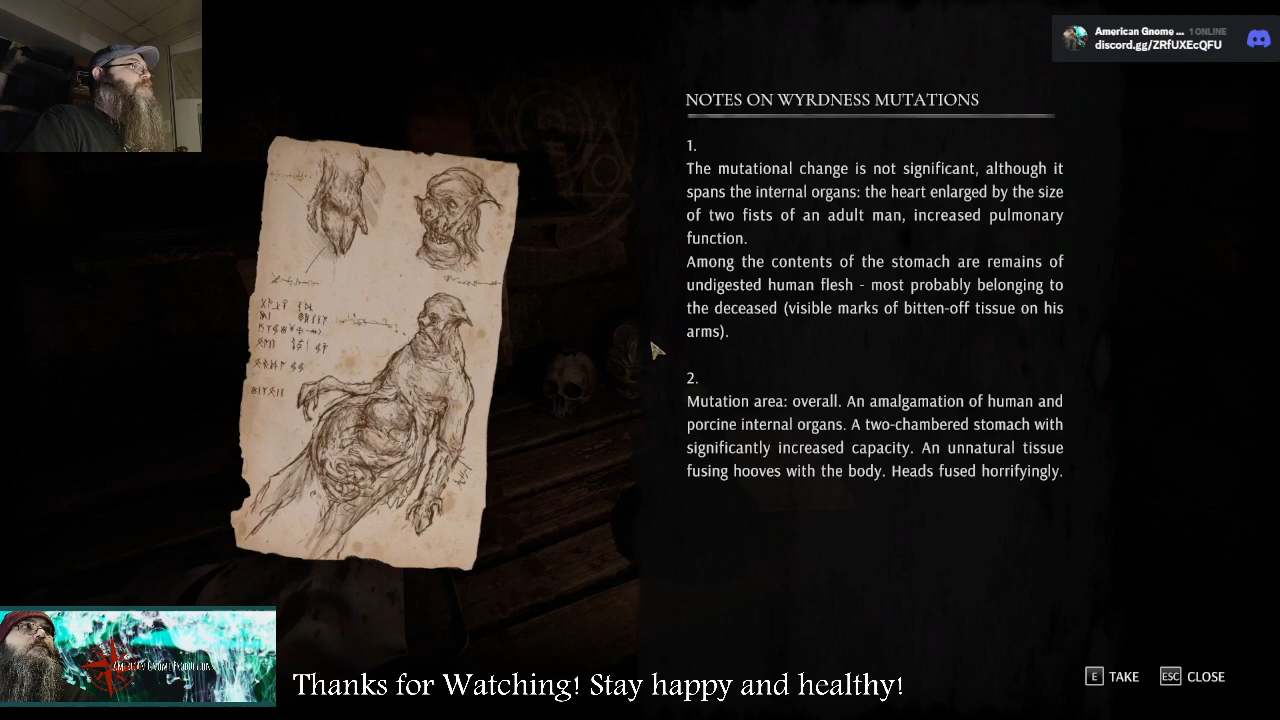 American Gnome ... 1 ONLINE
discord.gg/ZRfUXEcQFU
NOTES ON WYRDNESS MUTATIONS
1.
The mutational change is not significant, although it
spans the internal organs: the heart enlarged by the size
of two fists of an adult man, increased pulmonary
function.
Among the contents of the stomach are remains of
undigested human flesh - most probably belonging to
the deceased (visible marks of bitten-off tissue on his
arms).
2.
Mutation area: overall. An amalgamation of human and
porcine internal organs. A two-chambered stomach with
significantly increased capacity. An unnatural tissue
fusing hooves with the body. Heads fused horrifyingly.
American Gnome
Thanks for Watching! Stay happy and healthy!
E TAKE ESC CLOSE